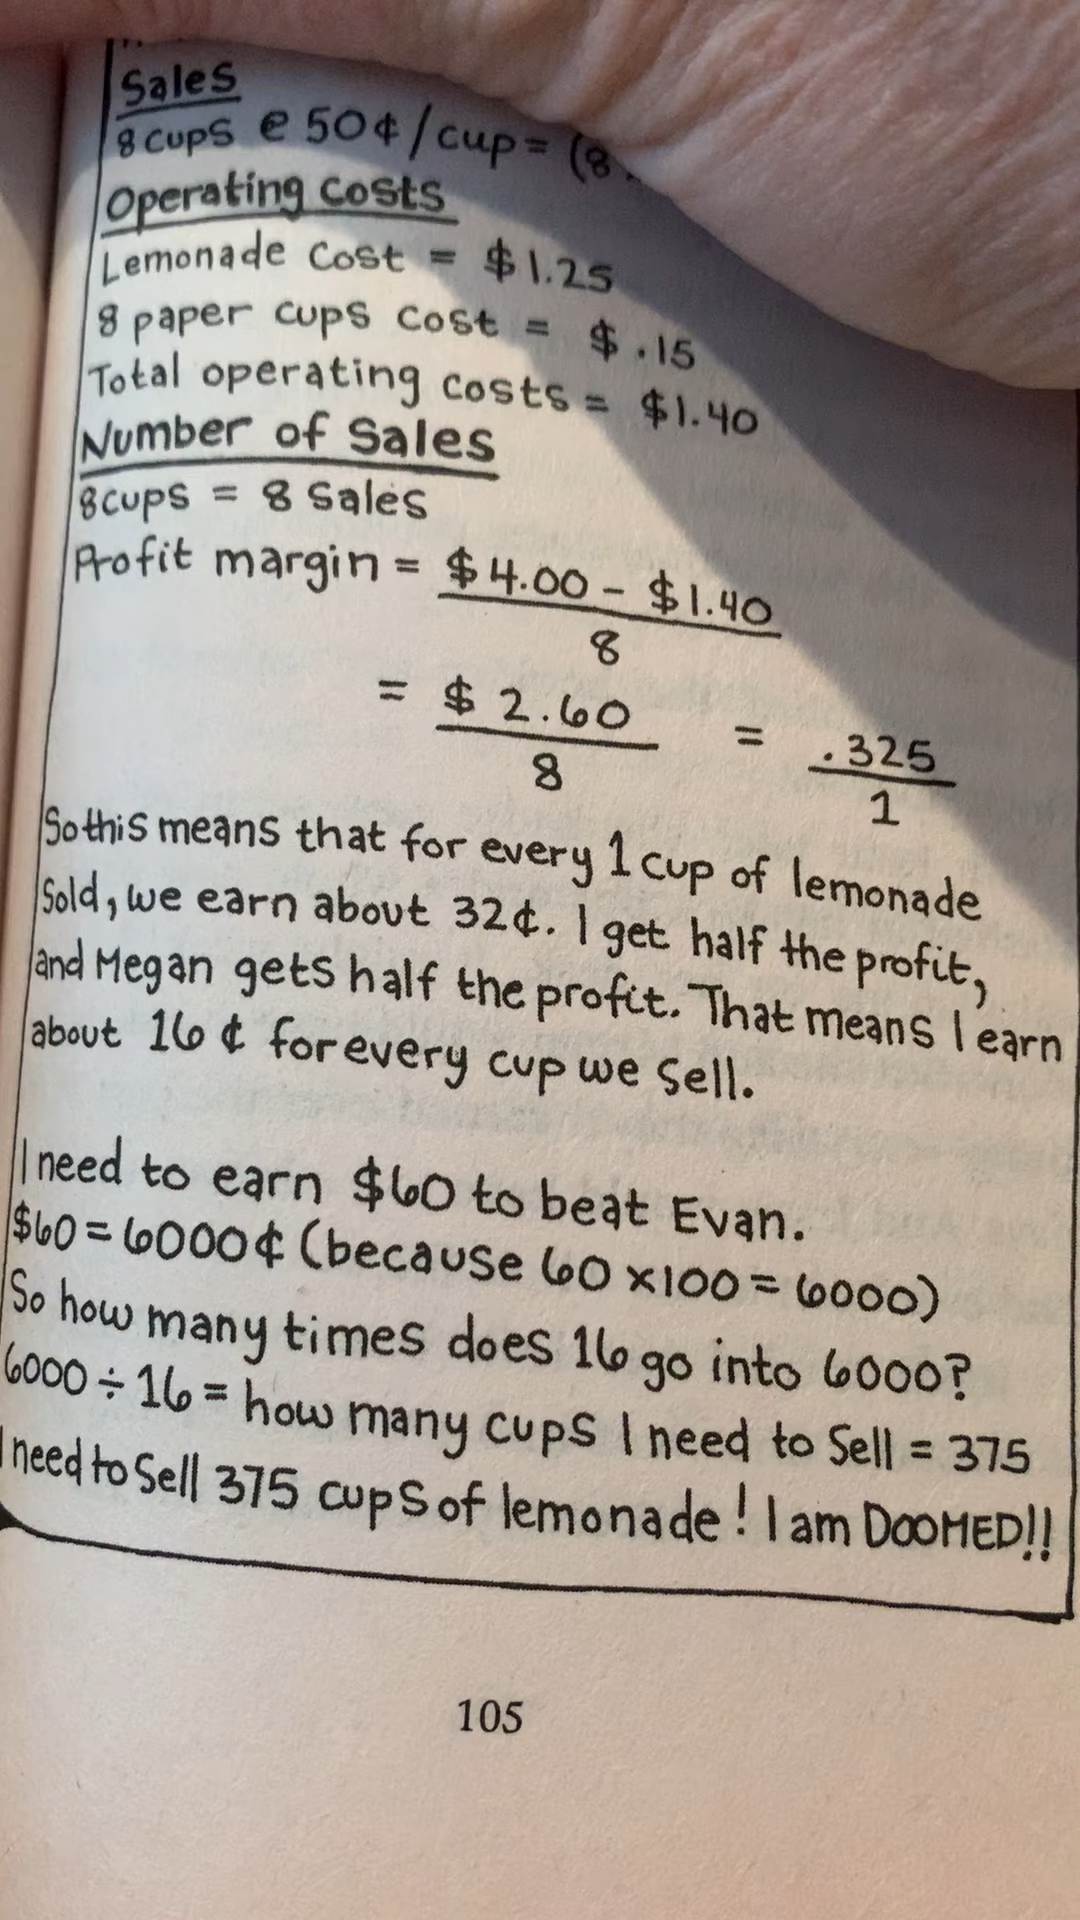 Sales
8 cups @ 50¢/cup = (8
Operating costs
Lemonade Cost = $1.25
8 paper cups cost = $.15
Total operating costs = $1.40
Number of Sales
8 cups = 8 Sales
Profit margin = $4.00 - $1.40
8
= $2.60 = .325
8 1
So this means that for every 1 cup of lemonade
Sold, we earn about 32¢. I get half the profit,
and Megan gets half the profit. That means I earn
about 16¢ for every cup we sell.
I need to earn $60 to beat Evan.
$60 = 6000¢ (because 60 x 100 = 6000)
So how many times does 16 go into 6000?
6000 ÷ 16 = how many cups I need to Sell = 375
I need to Sell 375 cups of lemonade! I am DOOMED!!
105